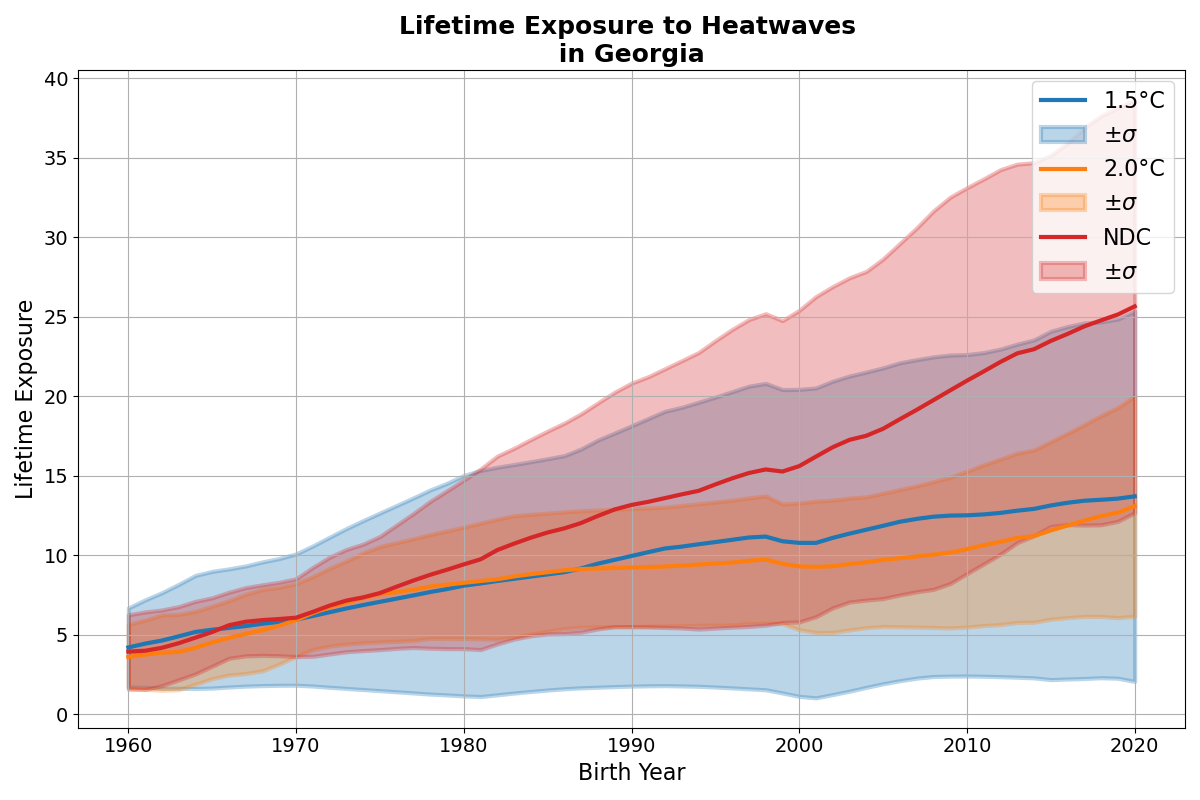 Lifetime Exposure to Heatwaves
in Georgia
Lifetime Exposure
40
35
30
25
20
15
10
5
0
1960
1970
1980
1990
2000
2010
2020
Birth Year
1.5°C
±σ
2.0°C
±σ
NDC
±σ